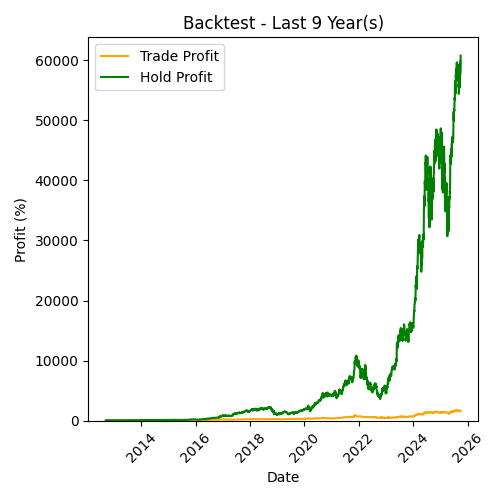 Backtest - Last 9 Year(s)
Trade Profit
Hold Profit
Profit (%)
60000
50000
40000
30000
20000
10000
0
2014
2016
2018
2020
2022
2024
2026
Date